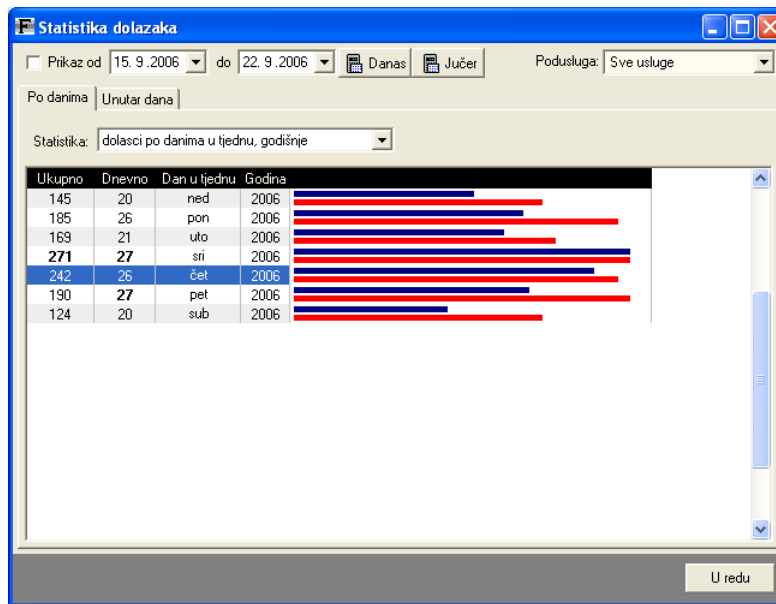 Statistika dolazaka
Prikaz od 15. 9 .2006 do 22. 9 .2006 Danas Jučer Podusluga: Sve usluge
Po danima Unutar dana
Statistika: dolasci po danima u tjednu, godišnje
Ukupno Dnevno Dan u tjednu Godina
145 20 ned 2006
185 26 pon 2006
169 21 uto 2006
271 27 sri 2006
242 26 čet 2006
190 27 pet 2006
124 20 sub 2006
U redu